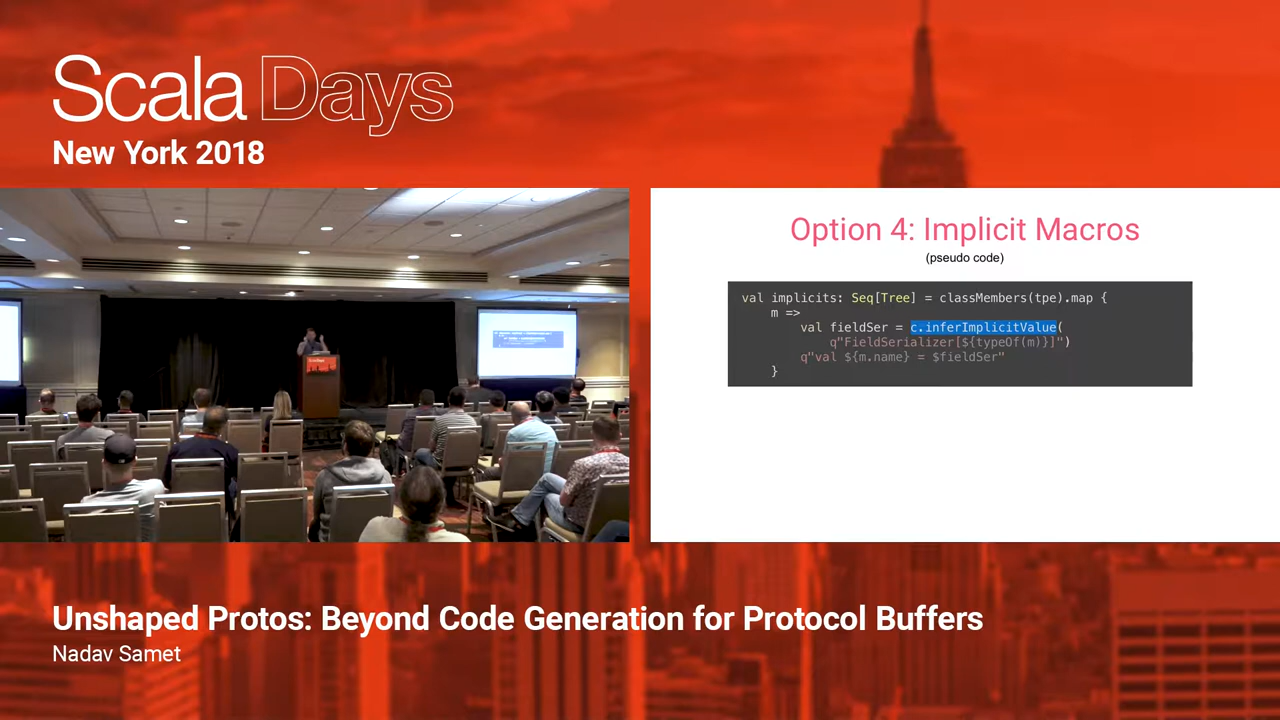 Scala Days
New York 2018
Option 4: Implicit Macros
(pseudo code)
val implicits: Seq[Tree] = classMembers(tpe).map {
    m =>
        val fieldSer = c.inferImplicitValue(
            q"FieldSerializer[${typeOf(m)}]")
        q"val ${m.name} = $fieldSer"
    }
Unshaped Protos: Beyond Code Generation for Protocol Buffers
Nadav Samet